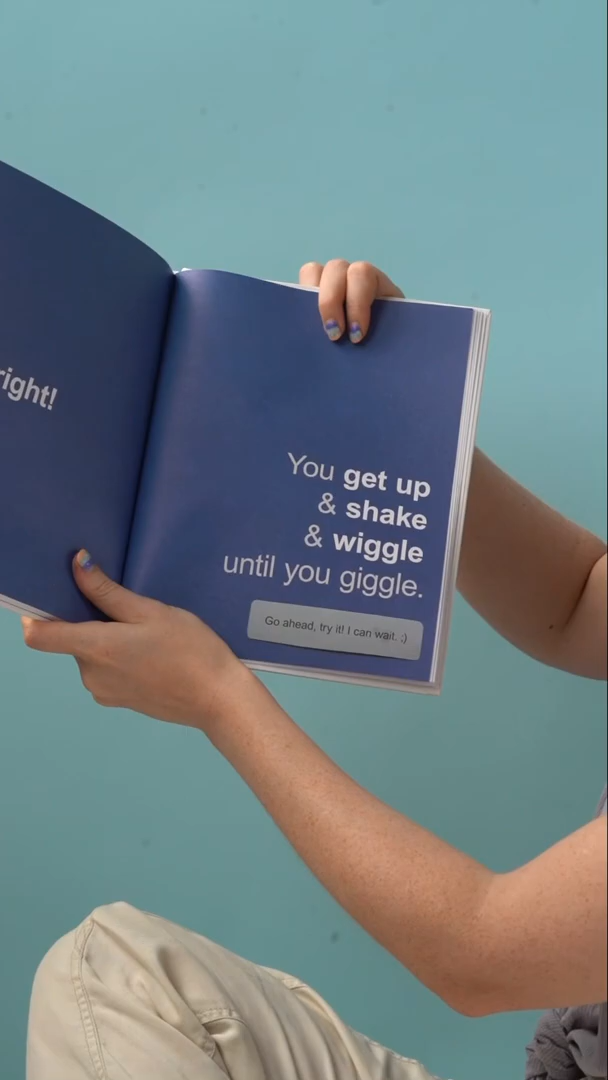 right!
You get up
& shake
& wiggle
until you giggle.
Go ahead, try it! I can wait. :)